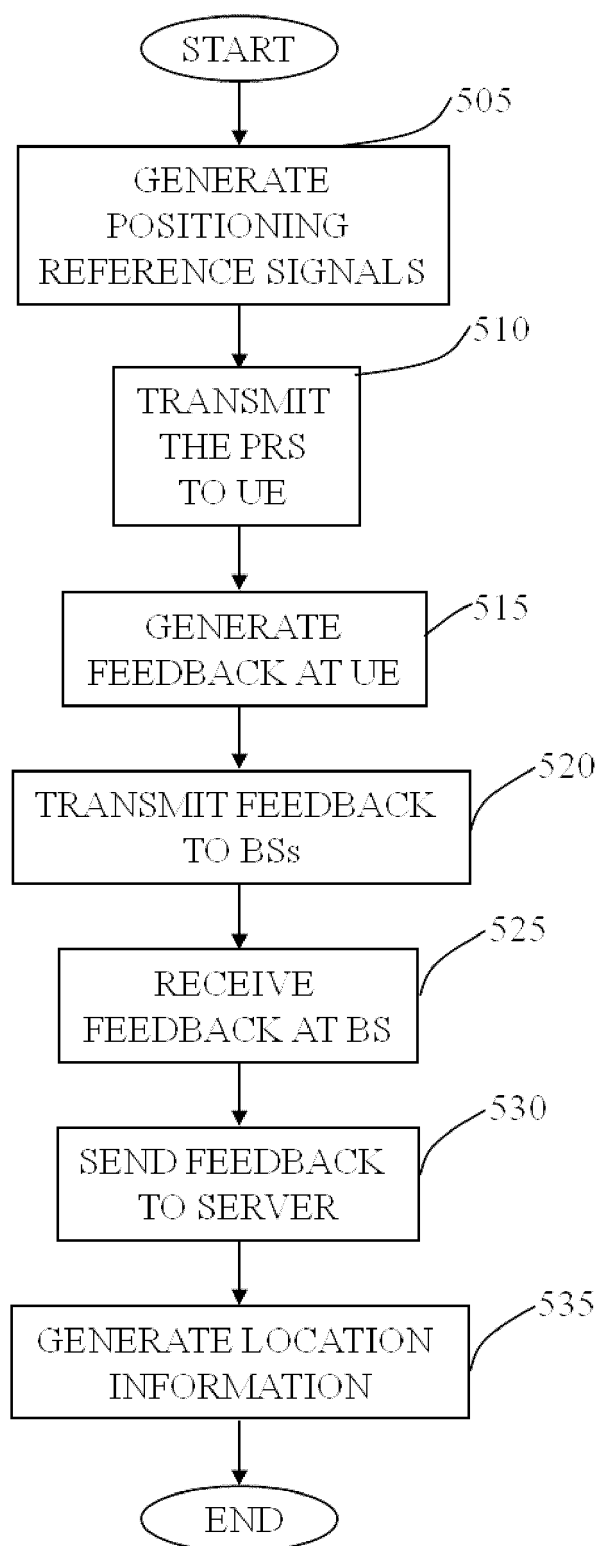 START
505
GENERATE
POSITIONING
REFERENCE SIGNALS
510
TRANSMIT
THE PRS
TO UE
515
GENERATE
FEEDBACK AT UE
520
TRANSMIT FEEDBACK
TO BSs
525
RECEIVE
FEEDBACK AT BS
530
SEND FEEDBACK
TO SERVER
535
GENERATE LOCATION
INFORMATION
END